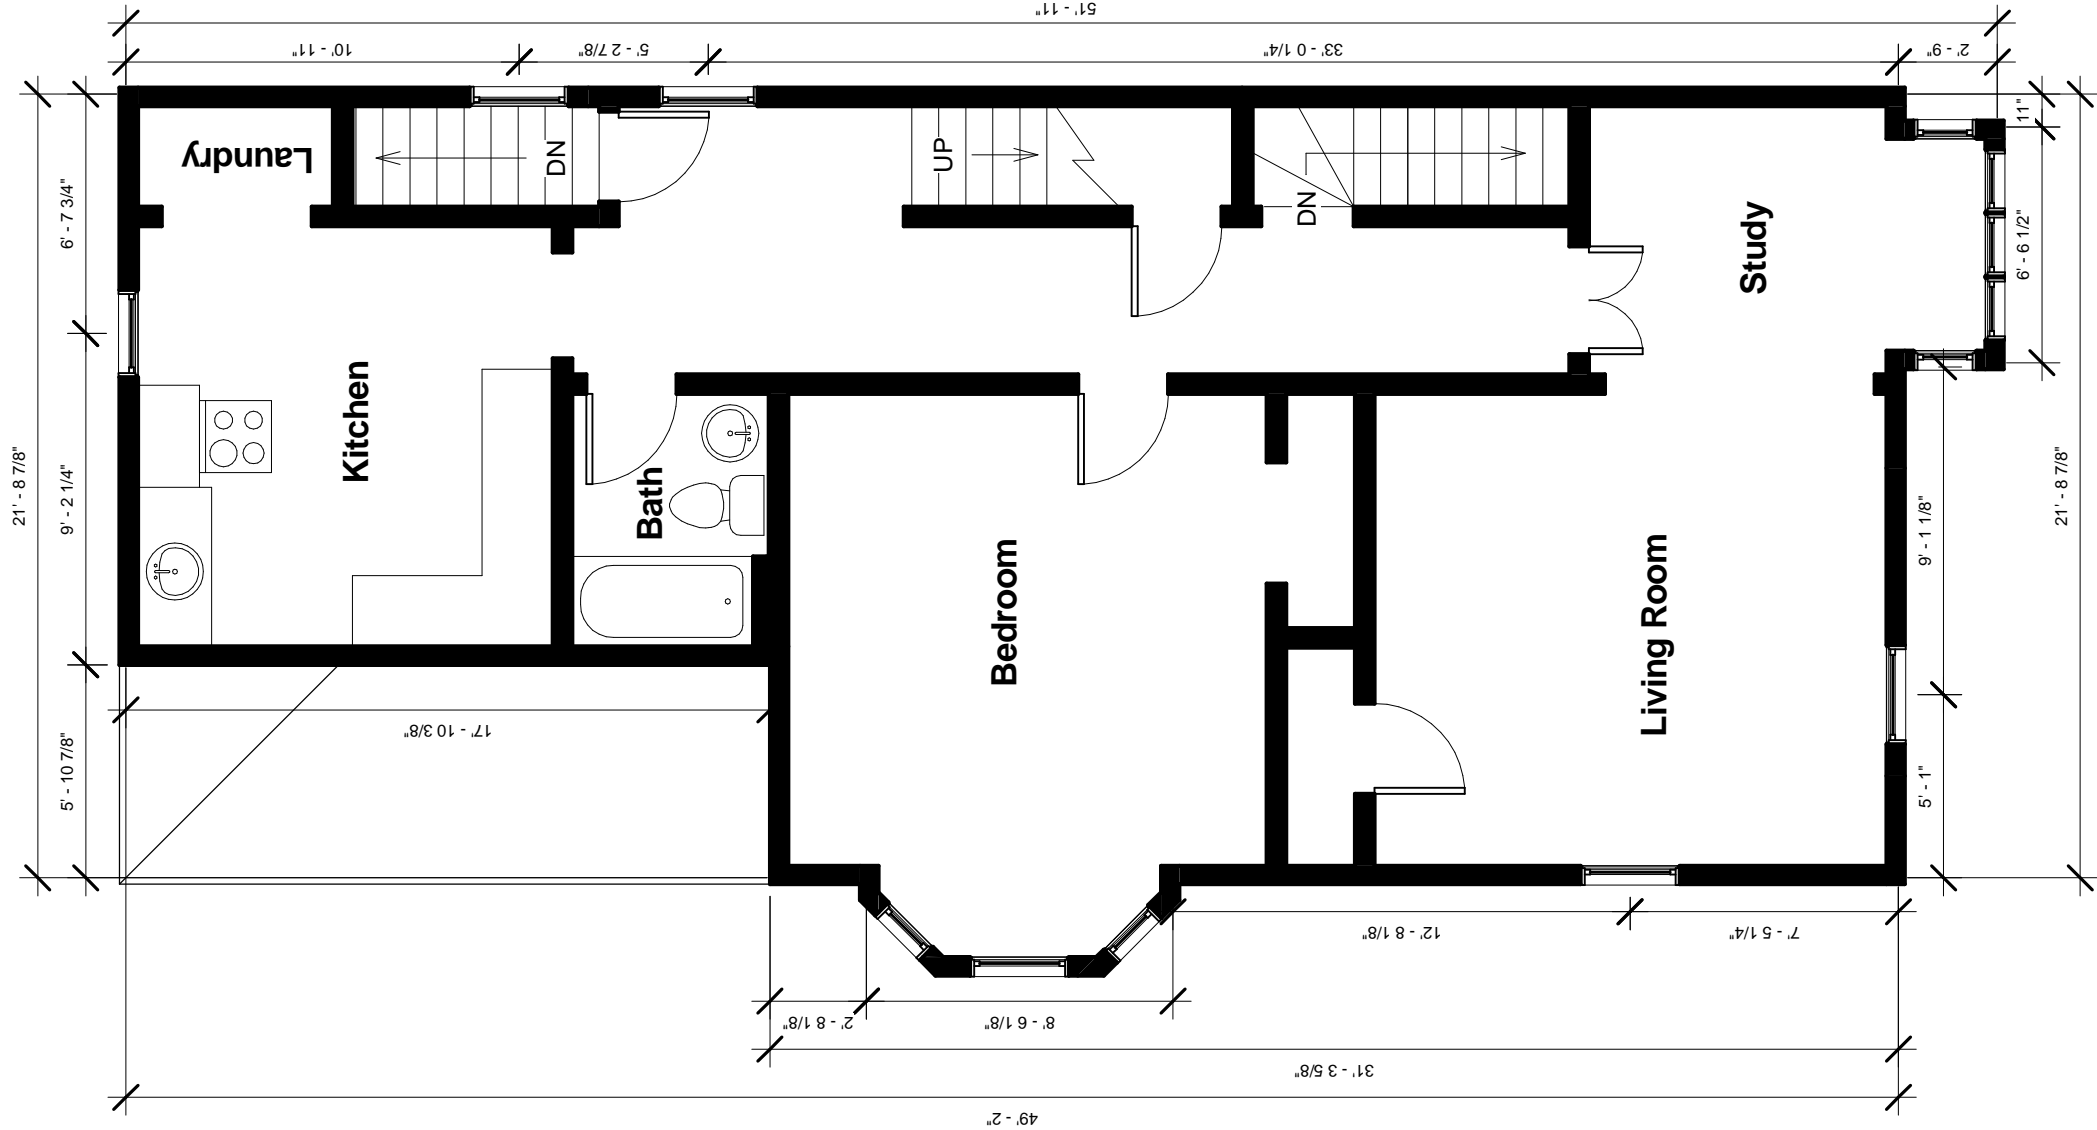 51' - 11"
10' - 11"
5' - 2 7/8"
33' - 0 1/4"
2' - 9"
11"
6' - 6 1/2"
21' - 8 7/8"
6' - 7 3/4"
9' - 2 1/4"
5' - 10 7/8"
Laundry
DN
UP
DN
Study
Kitchen
Bath
Bedroom
Living Room
9' - 1 1/8"
5' - 1"
21' - 8 7/8"
17' - 10 3/8"
12' - 8 1/8"
7' - 5 1/4"
2' - 8 1/8"
8' - 6 1/8"
31' - 3 5/8"
49' - 2"